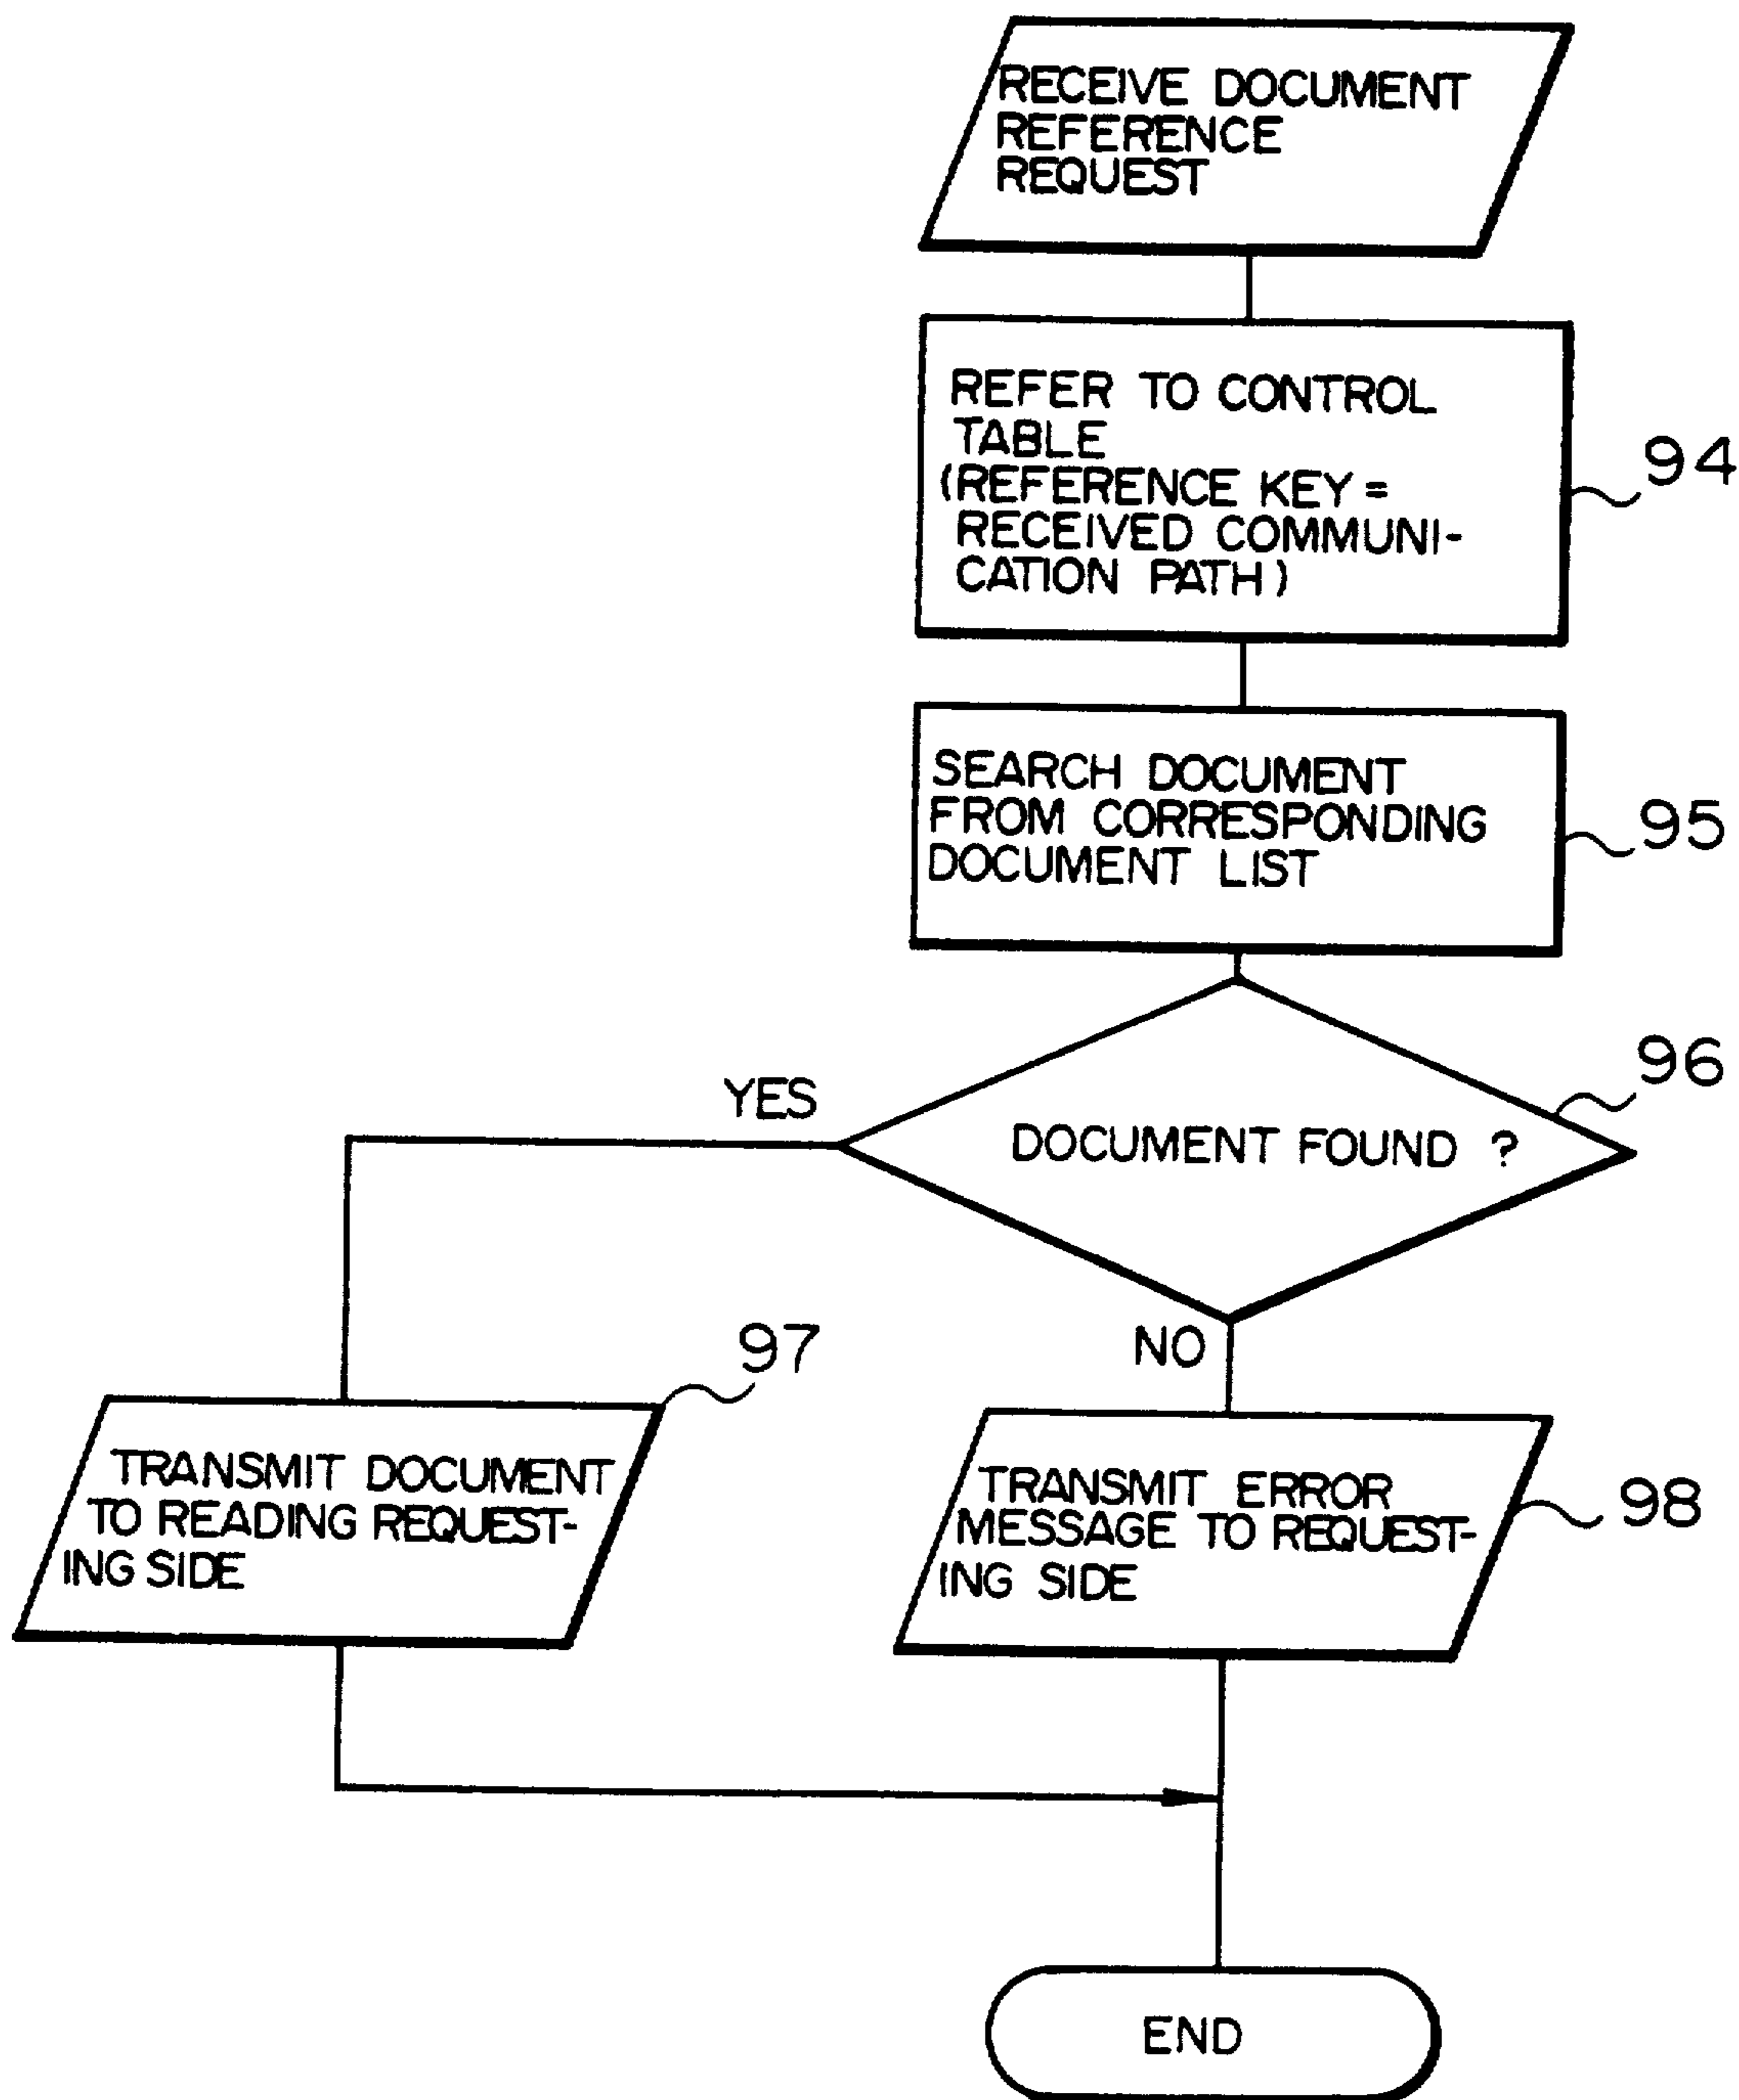 RECEIVE DOCUMENT
REFERENCE
REQUEST
REFER TO CONTROL
TABLE
(REFERENCE KEY =
RECEIVED COMMUNI-
CATION PATH)
94
SEARCH DOCUMENT
FROM CORRESPONDING
DOCUMENT LIST
95
96
YES
DOCUMENT FOUND ?
NO
97
TRANSMIT DOCUMENT
TO READING REQUEST-
ING SIDE
TRANSMIT ERROR
MESSAGE TO REQUEST-
ING SIDE
98
END